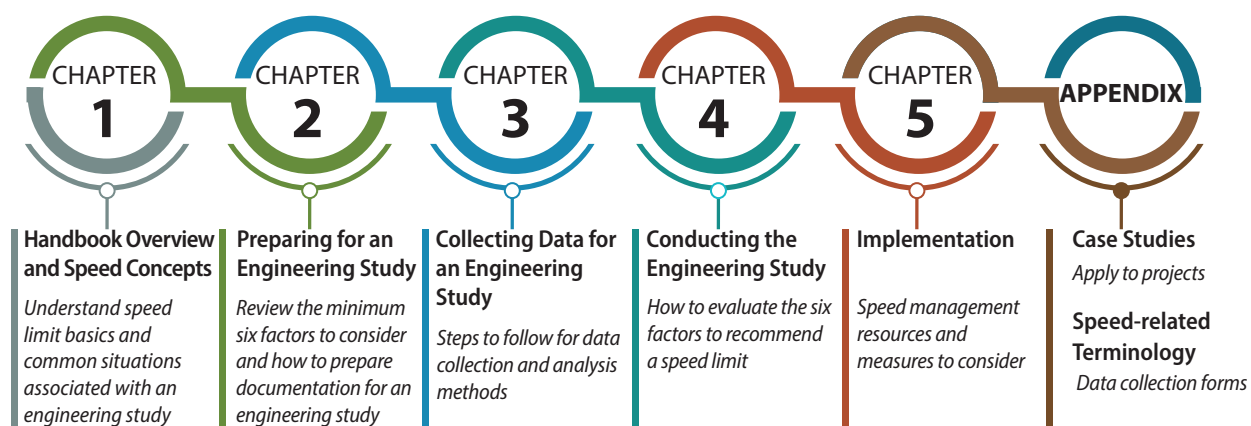 CHAPTER
1
CHAPTER
2
CHAPTER
3
CHAPTER
4
CHAPTER
5
APPENDIX
Handbook Overview
and Speed Concepts
Understand speed
limit basics and
common situations
associated with an
engineering study
Preparing for an
Engineering Study
Review the minimum
six factors to consider
and how to prepare
documentation for an
engineering study
Collecting Data for
an Engineering
Study
Steps to follow for data
collection and analysis
methods
Conducting the
Engineering Study
How to evaluate the six
factors to recommend
a speed limit
Implementation
Speed management
resources and
measures to consider
Case Studies
Apply to projects
Speed-related
Terminology
Data collection forms